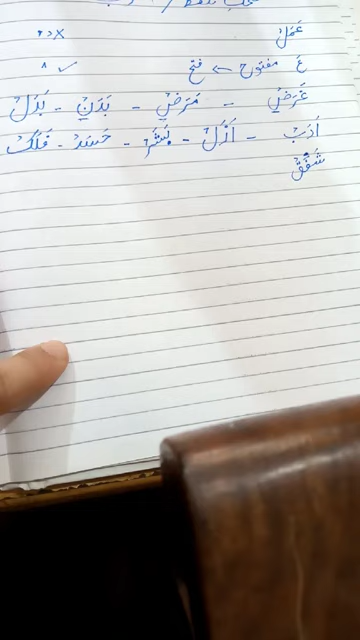 عَمَلْ
عَ مفتوح -> فتح ✓
غَرَضْ - مَرَضْ - بَدَنْ - بَدَلْ
اَدَبْ - اَزَلْ - بَشَرْ - حَسَدْ - فَلَکْ
شَفَقْ